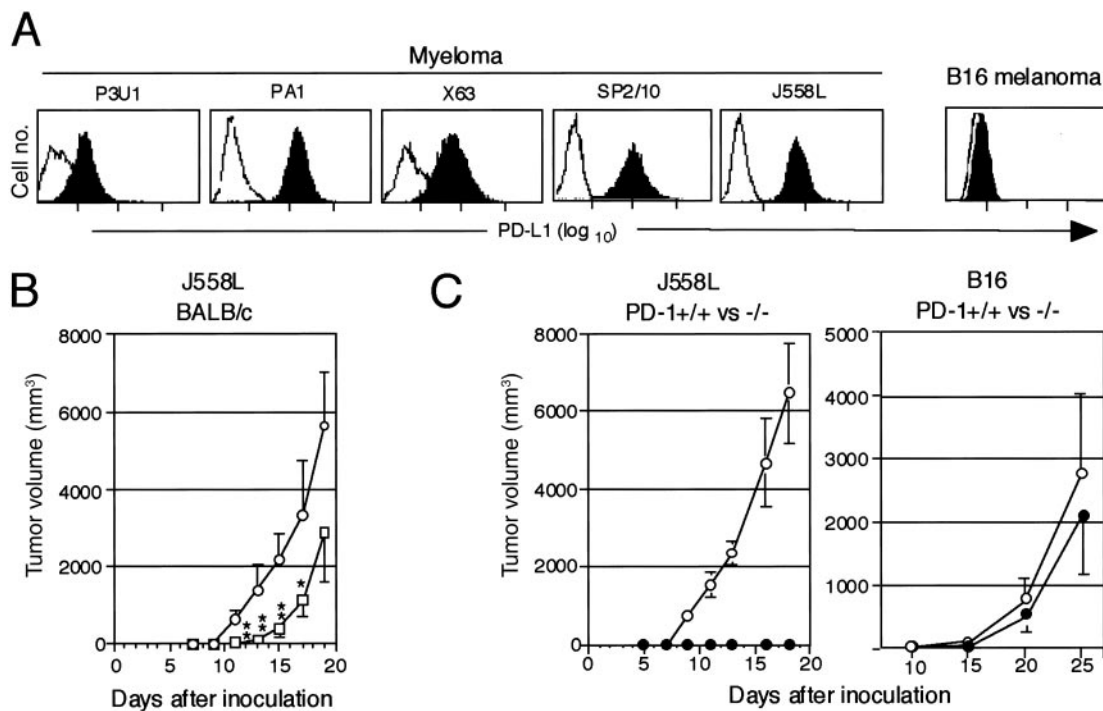 A
Myeloma
P3U1 PA1 X63 SP2/10 J558L B16 melanoma
Cell no.
PD-L1 (log 10)
B
J558L
BALB/c
Tumor volume (mm3)
8000
6000
4000
2000
0
** ** ** *
0 5 10 15 20
Days after inoculation
C
J558L
PD-1+/+ vs -/-
Tumor volume (mm3)
8000
6000
4000
2000
0
0 5 10 15 20
B16
PD-1+/+ vs -/-
5000
4000
3000
2000
1000
10 15 20 25
Days after inoculation